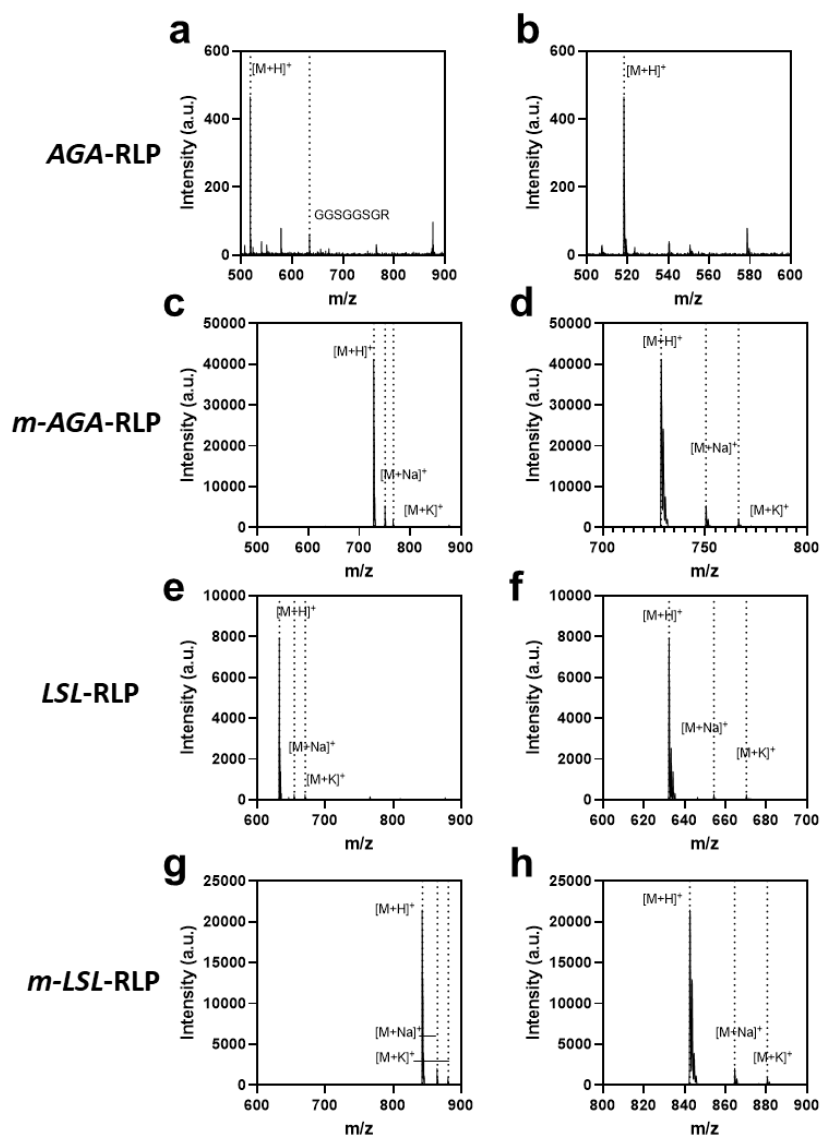 a
600
400
200
0
Intensity (a.u.)
[M+H]+
GGSGGSGR
500 600 700 800 900
m/z
b
600
400
200
0
Intensity (a.u.)
[M+H]+
500 520 540 560 580 600
m/z
AGA-RLP
c
50000
40000
30000
20000
10000
0
Intensity (a.u.)
[M+H]+
[M+Na]+
[M+K]+
500 600 700 800 900
m/z
d
50000
40000
30000
20000
10000
0
Intensity (a.u.)
[M+H]+
[M+Na]+
[M+K]+
700 750 800
m/z
m-AGA-RLP
e
10000
8000
6000
4000
2000
0
Intensity (a.u.)
[M+H]+
[M+Na]+
[M+K]+
600 700 800 900
m/z
f
10000
8000
6000
4000
2000
0
Intensity (a.u.)
[M+H]+
[M+Na]+
[M+K]+
600 620 640 660 680 700
m/z
LSL-RLP
g
25000
20000
15000
10000
5000
0
Intensity (a.u.)
[M+H]+
[M+Na]+
[M+K]+
600 700 800 900
m/z
h
25000
20000
15000
10000
5000
0
Intensity (a.u.)
[M+H]+
[M+Na]+
[M+K]+
800 820 840 860 880 900
m/z
m-LSL-RLP